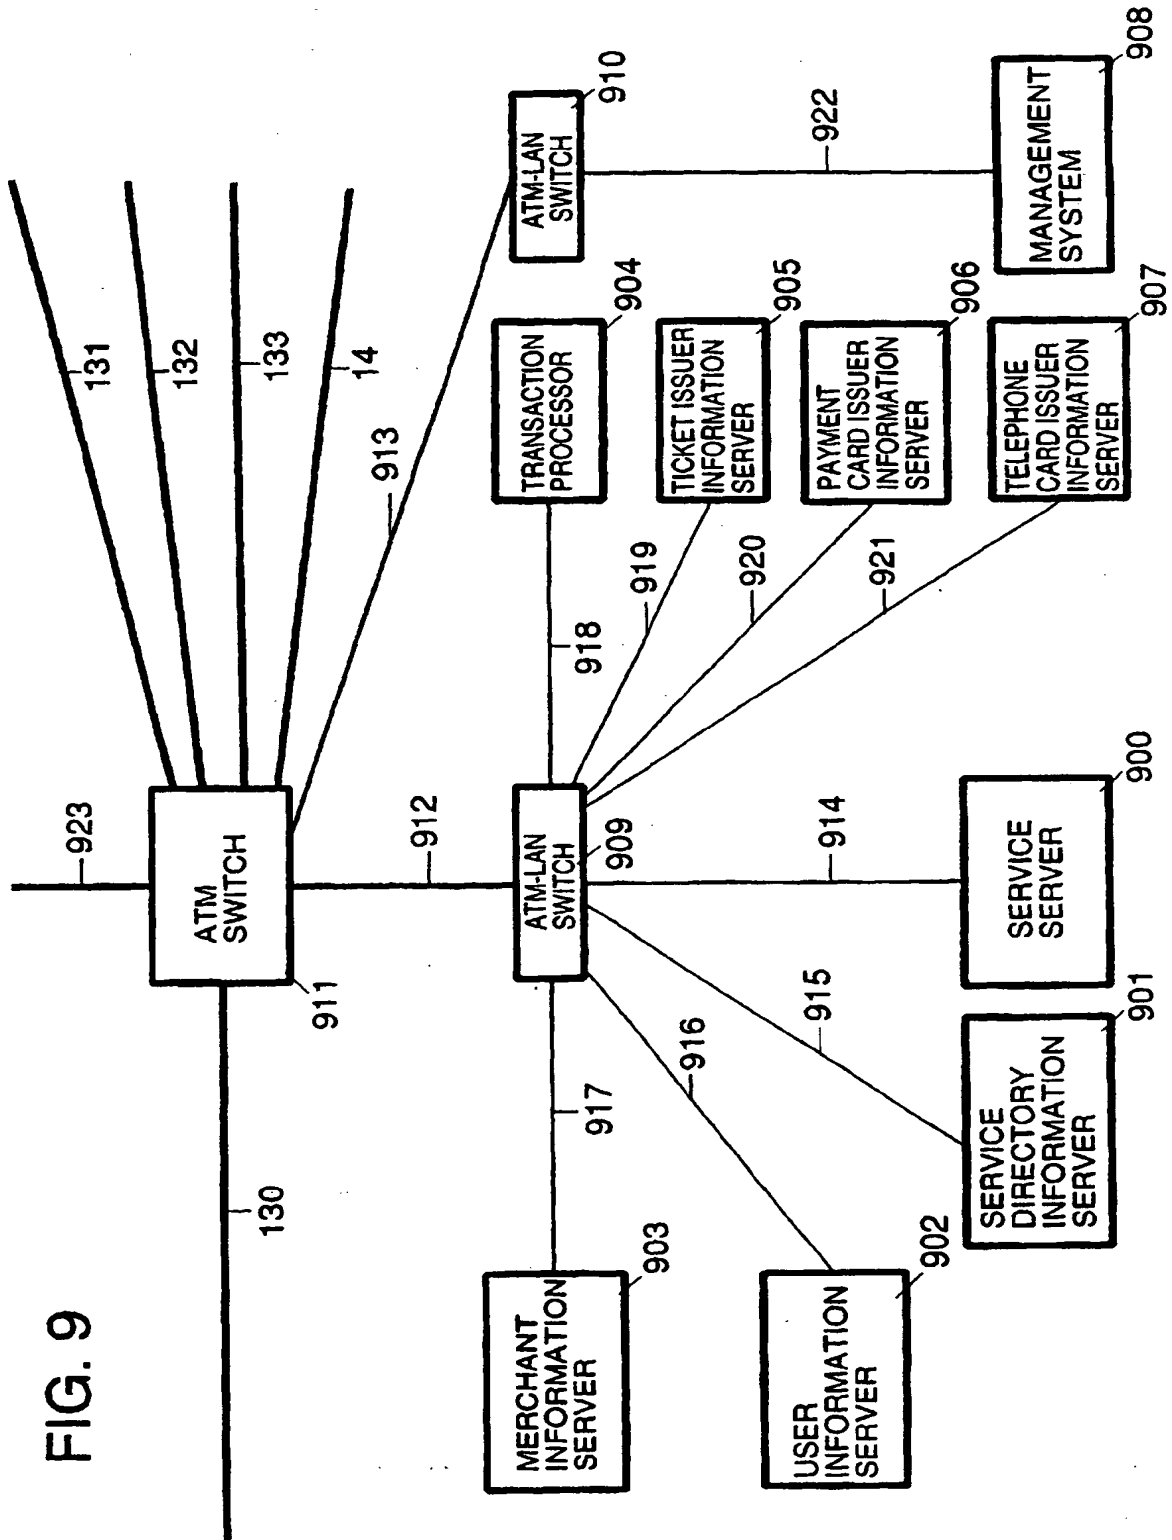 FIG. 9
923
131
132
133
14
130
ATM
SWITCH
911
913
912
ATM-LAN
SWITCH
910
922
MANAGEMENT
SYSTEM
908
ATM-LAN
SWITCH
909
917
MERCHANT
INFORMATION
SERVER
903
916
USER
INFORMATION
SERVER
902
915
SERVICE
DIRECTORY
INFORMATION
SERVER
901
914
SERVICE
SERVER
900
918
TRANSACTION
PROCESSOR
904
919
TICKET ISSUER
INFORMATION
SERVER
905
920
PAYMENT
CARD ISSUER
INFORMATION
SERVER
906
921
TELEPHONE
CARD ISSUER
INFORMATION
SERVER
907